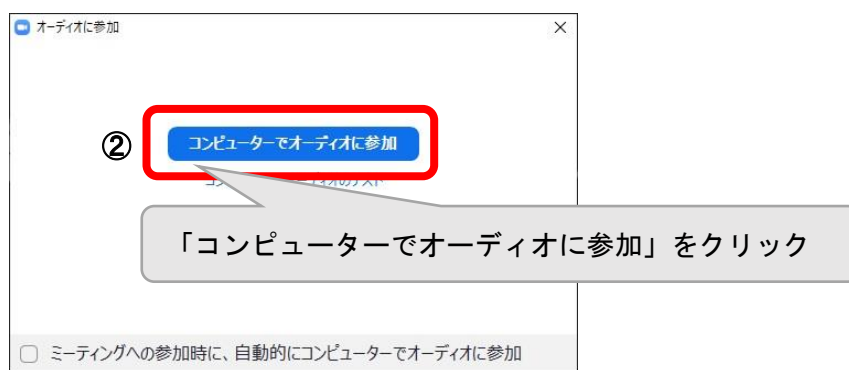 オーディオに参加
②
コンピューターでオーディオに参加
「コンピューターでオーディオに参加」をクリック
ミーティングへの参加時に、自動的にコンピューターでオーディオに参加